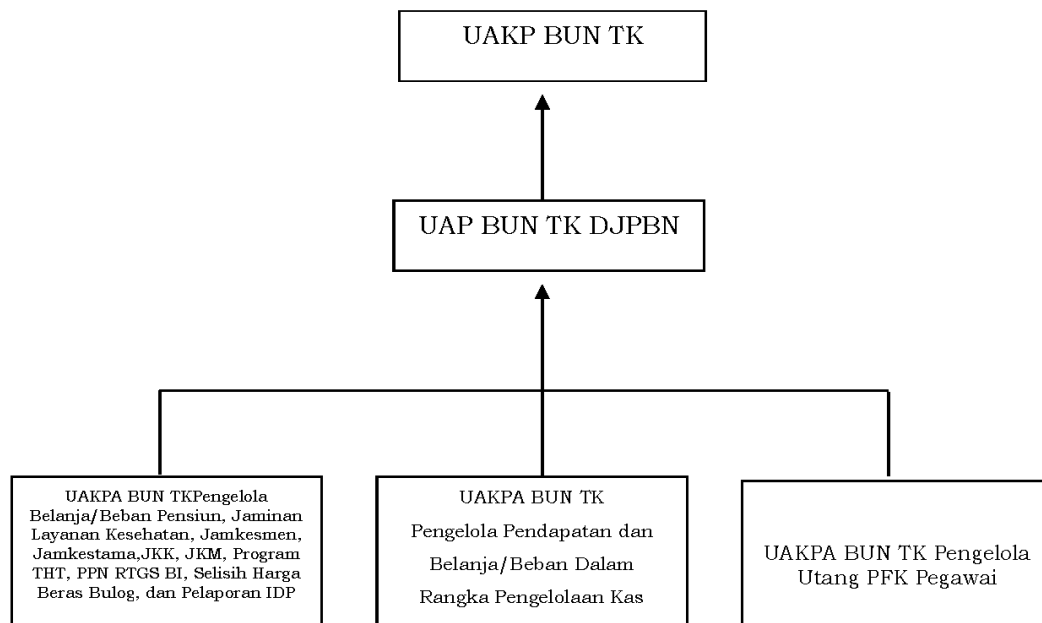 UAKP BUN TK
UAP BUN TK DJPBN
UAKPA BUN TKPengelola
Belanja/Beban Pensiun, Jaminan
Layanan Kesehatan, Jamkesmen,
Jamkestama,JKK, JKM, Program
THT, PPN RTGS BI, Selisih Harga
Beras Bulog, dan Pelaporan IDP
UAKPA BUN TK
Pengelola Pendapatan dan
Belanja/Beban Dalam
Rangka Pengelolaan Kas
UAKPA BUN TK Pengelola
Utang PFK Pegawai